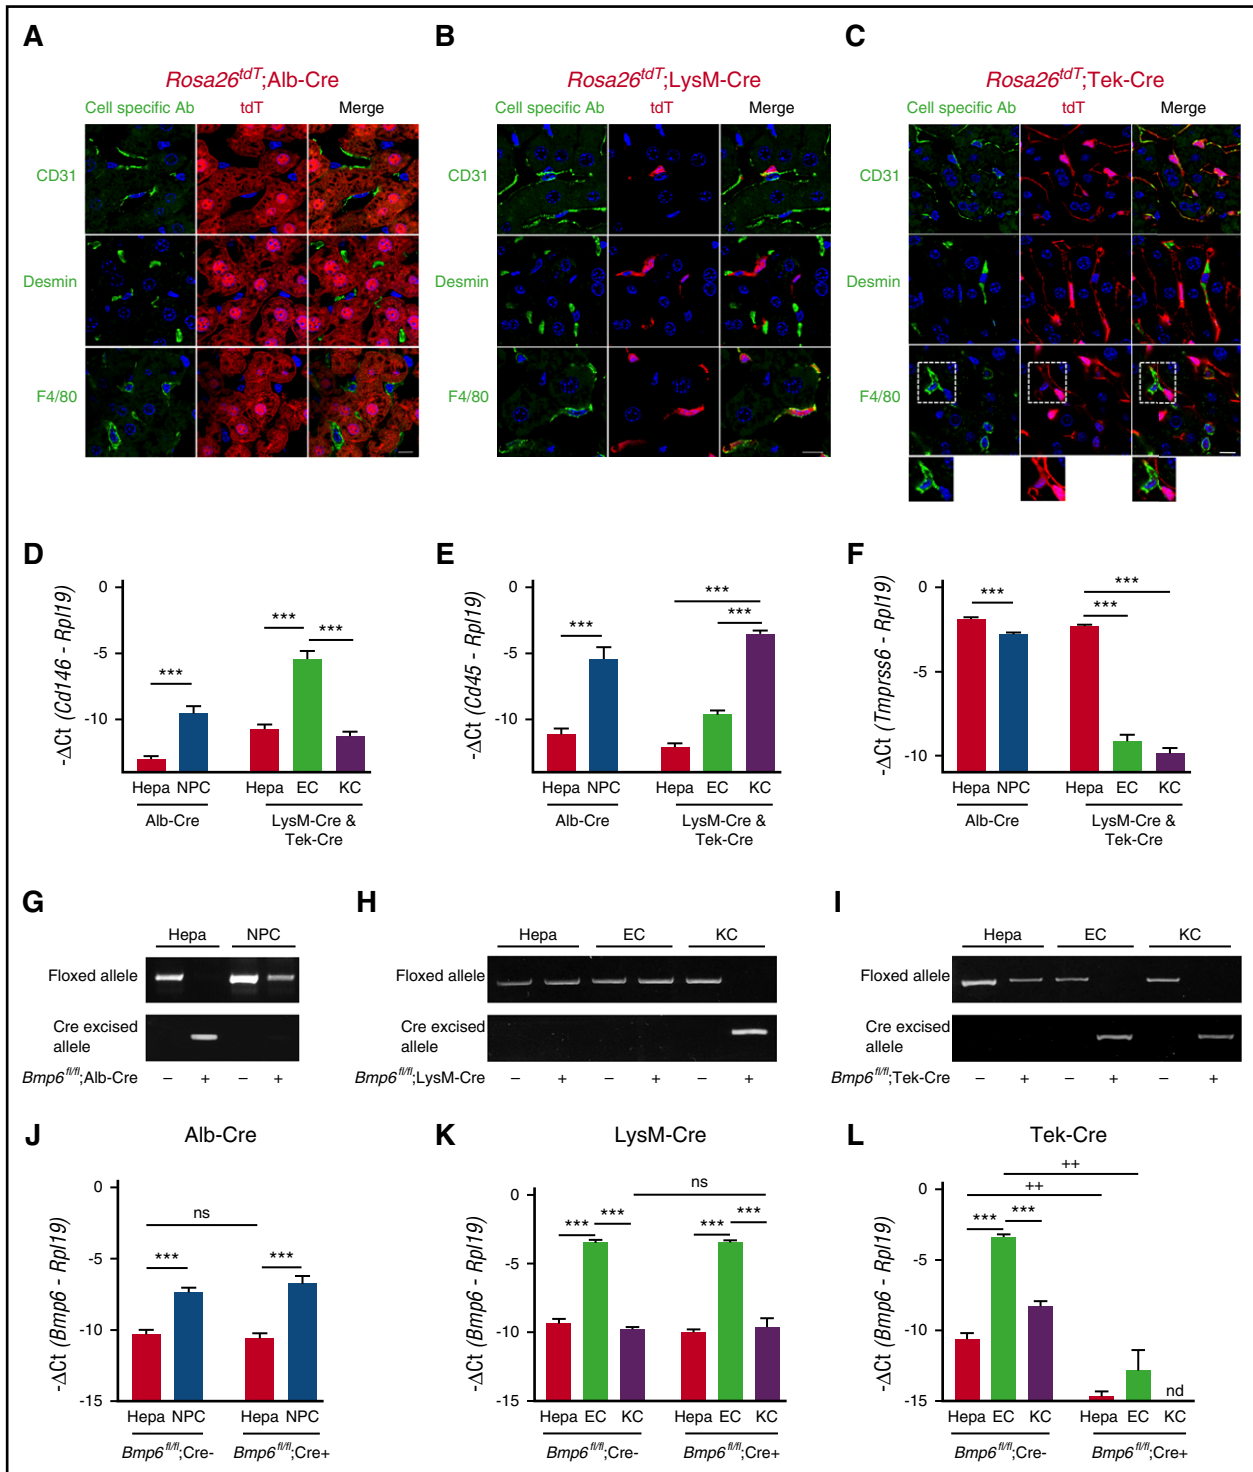 A
B
C
Rosa26tdT;Alb-Cre
Rosa26tdT;LysM-Cre
Rosa26tdT;Tek-Cre
Cell specific Ab tdT Merge
Cell specific Ab tdT Merge
Cell specific Ab tdT Merge
CD31
CD31
CD31
Desmin
Desmin
Desmin
F4/80
F4/80
F4/80
D
-ΔCt (Cd146 - Rpl19)
0
-5
-10
***
***
***
Hepa NPC Hepa EC KC
Alb-Cre
LysM-Cre &
Tek-Cre
E
-ΔCt (Cd45 - Rpl19)
0
-5
-10
***
***
***
Hepa NPC Hepa EC KC
Alb-Cre
LysM-Cre &
Tek-Cre
F
-ΔCt (Tmprss6 - Rpl19)
0
-5
-10
***
***
***
Hepa NPC Hepa EC KC
Alb-Cre
LysM-Cre &
Tek-Cre
G
Hepa NPC
Floxed allele
Cre excised
allele
Bmp6fl/fl;Alb-Cre – + – +
H
Hepa EC KC
Floxed allele
Cre excised
allele
Bmp6fl/fl;LysM-Cre – + – + – +
I
Hepa EC KC
Floxed allele
Cre excised
allele
Bmp6fl/fl;Tek-Cre – + – + – +
J
Alb-Cre
-ΔCt (Bmp6 - Rpl19)
0
-5
-10
-15
ns
***
***
Hepa NPC Hepa NPC
Bmp6fl/fl;Cre- Bmp6fl/fl;Cre+
K
LysM-Cre
-ΔCt (Bmp6 - Rpl19)
0
-5
-10
-15
ns
***
***
***
***
Hepa EC KC Hepa EC KC
Bmp6fl/fl;Cre- Bmp6fl/fl;Cre+
L
Tek-Cre
-ΔCt (Bmp6 - Rpl19)
0
-5
-10
-15
++
++
***
***
nd
Hepa EC KC Hepa EC KC
Bmp6fl/fl;Cre- Bmp6fl/fl;Cre+